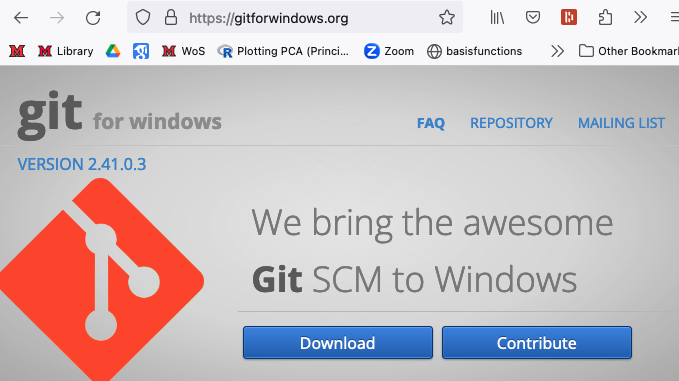 https://gitforwindows.org
Library WoS Plotting PCA (Princi... Zoom basisfunctions Other Bookmar
git for windows
FAQ REPOSITORY MAILING LIST
VERSION 2.41.0.3
We bring the awesome
Git SCM to Windows
Download Contribute